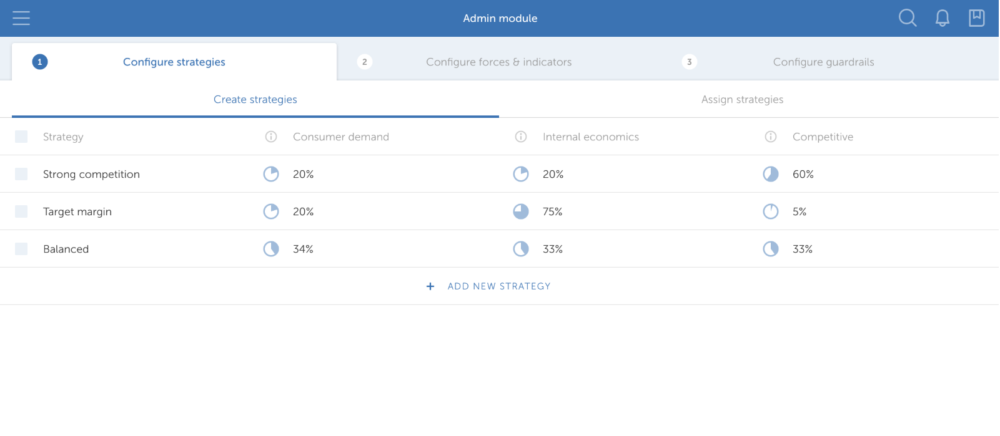 Admin module
1 Configure strategies 2 Configure forces & indicators 3 Configure guardrails
Create strategies Assign strategies
Strategy Consumer demand Internal economics Competitive
Strong competition 20% 20% 60%
Target margin 20% 75% 5%
Balanced 34% 33% 33%
+ ADD NEW STRATEGY